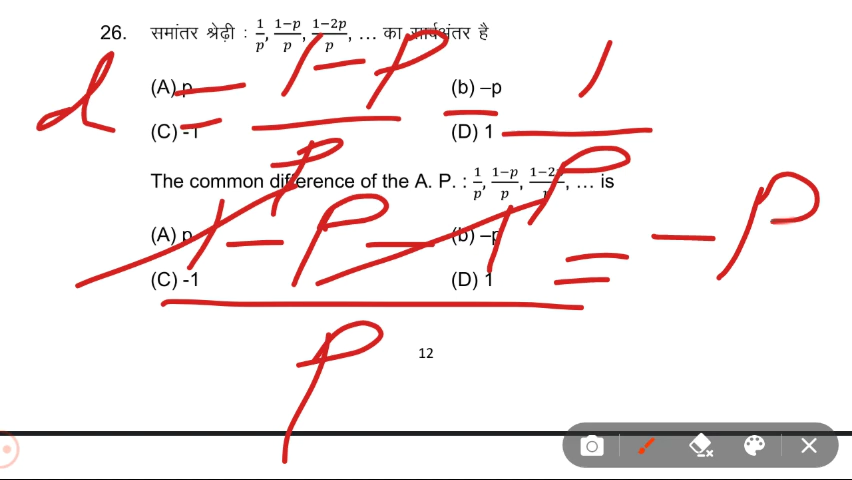 26. समांतर श्रेढ़ी : 1/p, 1−p/p, 1−2p/p, ... का सार्वअंतर है
(A) p (b) –p
(C) -1 (D) 1
d = 1 − p / p − 1 / p
The common difference of the A. P. : 1/p, 1−p/p, 1−2p/p, ... is
(A) p (b) –p
(C) -1 (D) 1
1 − p − 1 / p = − p
12